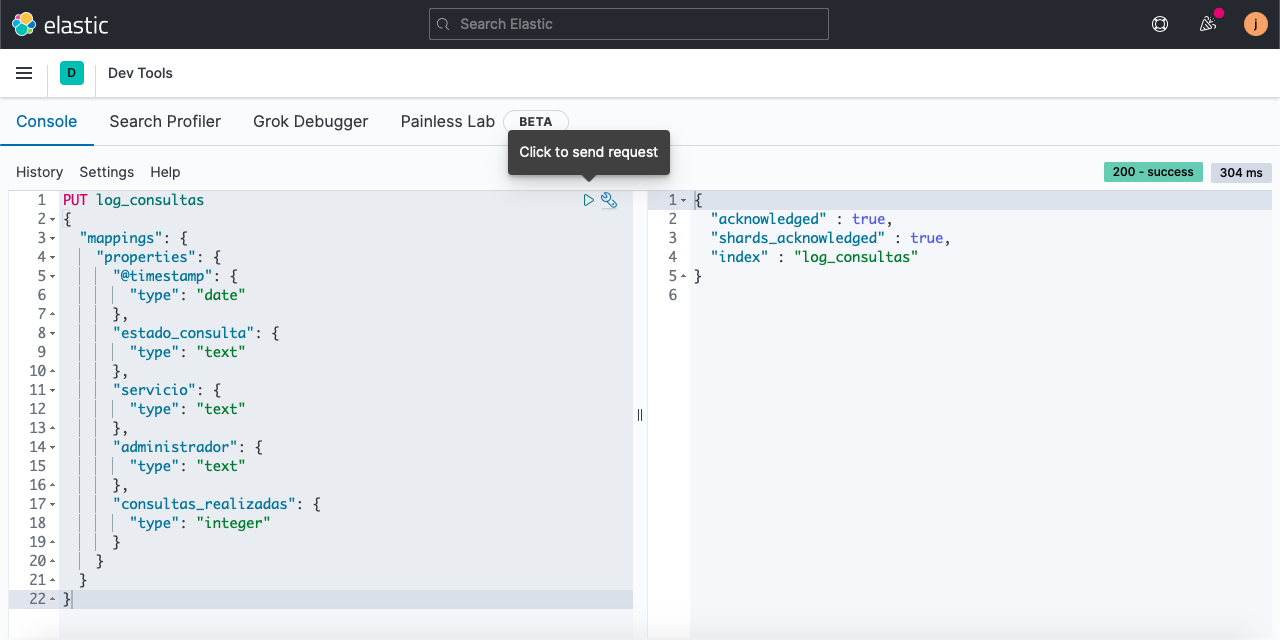 elastic
Search Elastic
j
D
Dev Tools
Console Search Profiler Grok Debugger Painless Lab BETA
Click to send request
History Settings Help
200 - success 304 ms
1 PUT log_consultas
2 {
3 "mappings": {
4 "properties": {
5 "@timestamp": {
6 "type": "date"
7 },
8 "estado_consulta": {
9 "type": "text"
10 },
11 "servicio": {
12 "type": "text"
13 },
14 "administrador": {
15 "type": "text"
16 },
17 "consultas_realizadas": {
18 "type": "integer"
19 }
20 }
21 }
22 }
1 {
2 "acknowledged" : true,
3 "shards_acknowledged" : true,
4 "index" : "log_consultas"
5 }
6